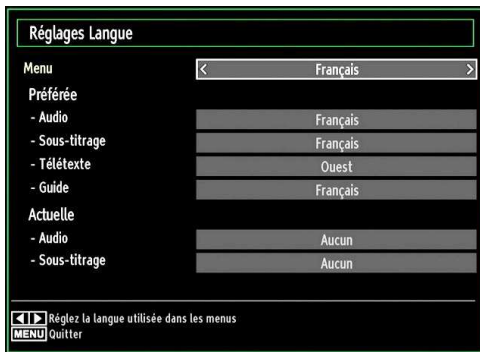 Réglages Langue
Menu < Français >
Préférée
- Audio Français
- Sous-titrage Français
- Télétexte Ouest
- Guide Français
Actuelle
- Audio Aucun
- Sous-titrage Aucun
Réglez la langue utilisée dans les menus
MENU Quitter